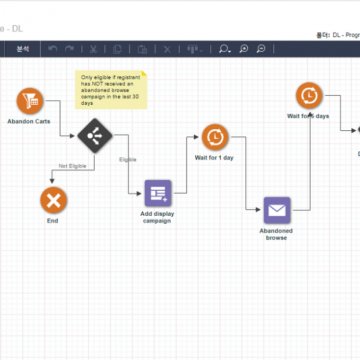 e - DL
폴더: DL - Progr
분석
Only eligible if registrant
has NOT received an
abandoned browse
campaign in the last 30
days
Abandon Carts
Not Eligible
Eligible
End
Add display
campaign
Wait for 1 day
Abandoned
browse
Wait for 5 days